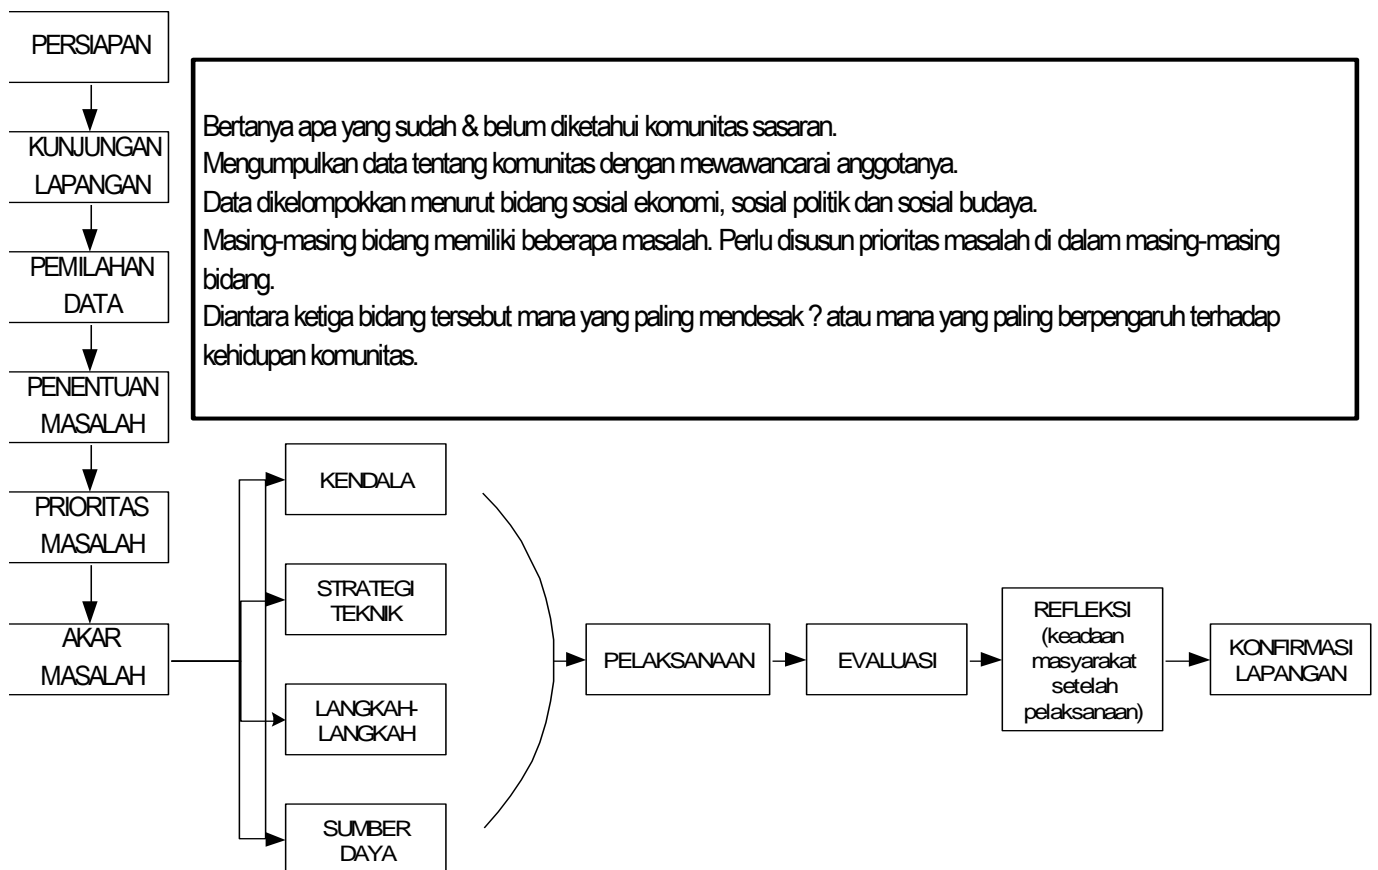 PERSIAPAN
Bertanya apa yang sudah & belum diketahui komunitas sasaran.
Mengumpulkan data tentang komunitas dengan mewawancarai anggotanya.
Data dikelompokkan menurut bidang sosial ekonomi, sosial politik dan sosial budaya.
Masing-masing bidang memiliki beberapa masalah. Perlu disusun prioritas masalah di dalam masing-masing
bidang.
Diantara ketiga bidang tersebut mana yang paling mendesak ? atau mana yang paling berpengaruh terhadap
kehidupan komunitas.
KUNJUNGAN
LAPANGAN
PEMILAHAN
DATA
PENENTUAN
MASALAH
PRIORITAS
MASALAH
AKAR
MASALAH
KENDALA
STRATEGI
TEKNIK
LANGKAH-
LANGKAH
SUMBER
DAYA
PELAKSANAAN
EVALUASI
REFLEKSI
(keadaan
masyarakat
setelah
pelaksanaan)
KONFIRMASI
LAPANGAN